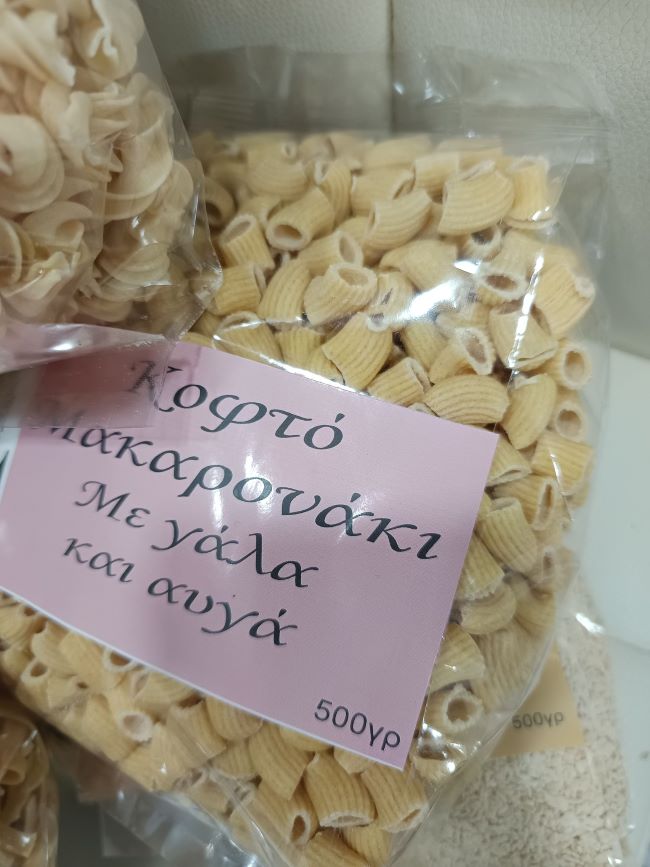 Κοφτό
Μακαρονάκι
Με γάλα
και αυγά
500γρ
500γρ